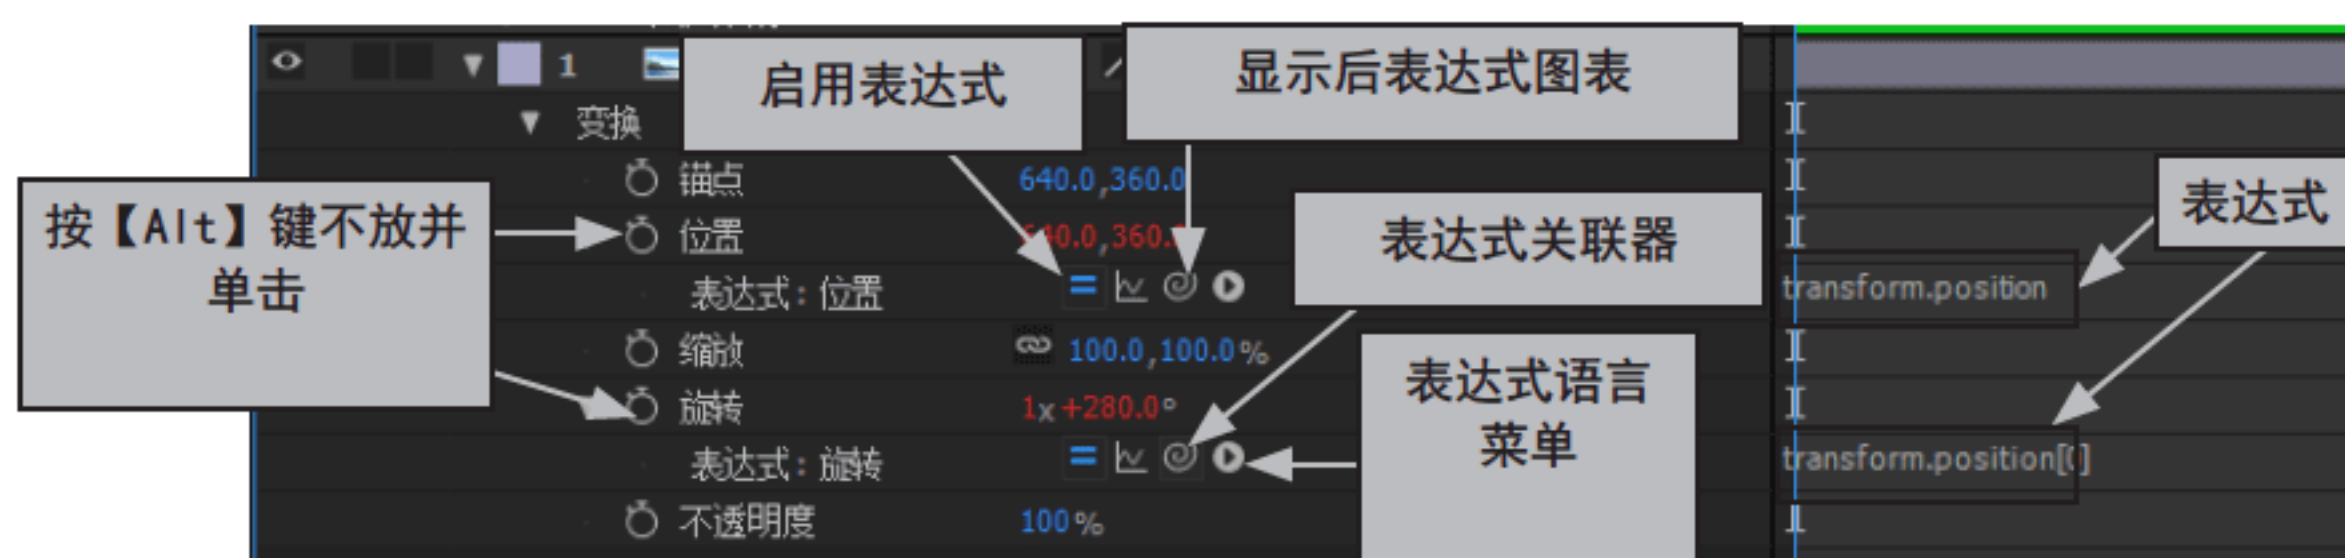 1
启用表达式
显示后表达式图表
变换
锚点
640.0,360.0
按【Alt】键不放并
单击
位置
表达式
表达式关联器
表达式：位置
transform.position
缩放
100.0,100.0%
表达式语言
菜单
旋转
1x+280.0°
表达式：旋转
transform.position[0]
不透明度
100%